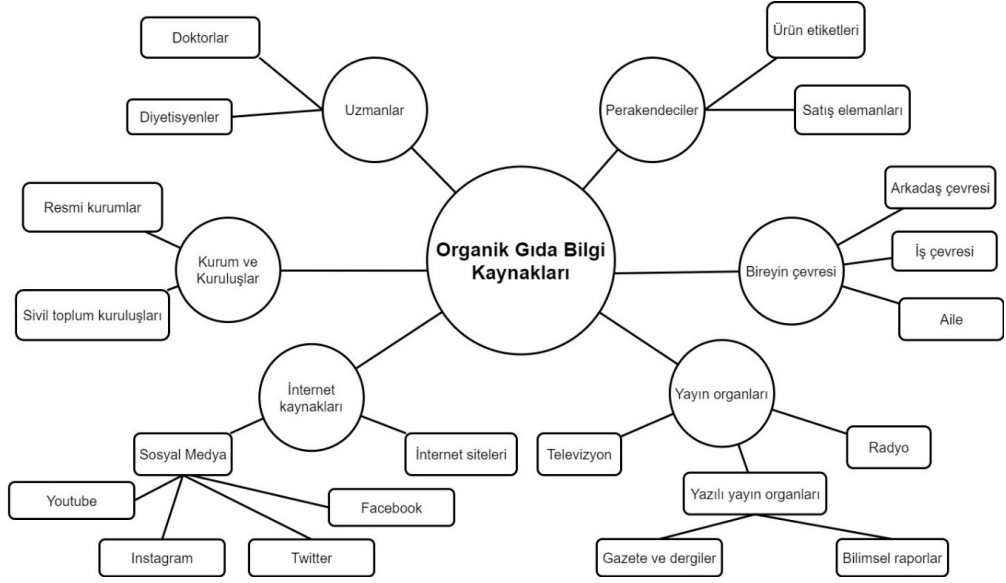 Doktorlar
Diyetisyenler
Uzmanlar
Ürün etiketleri
Satış elemanları
Perakendeciler
Organik Gıda Bilgi
Kaynakları
Resmi kurumlar
Sivil toplum kuruluşları
Kurum ve
Kuruluşlar
Arkadaş çevresi
İş çevresi
Aile
Bireyin çevresi
İnternet
kaynakları
Sosyal Medya
İnternet siteleri
Youtube
Instagram
Twitter
Facebook
Yayın organları
Televizyon
Radyo
Yazılı yayın organları
Gazete ve dergiler
Bilimsel raporlar